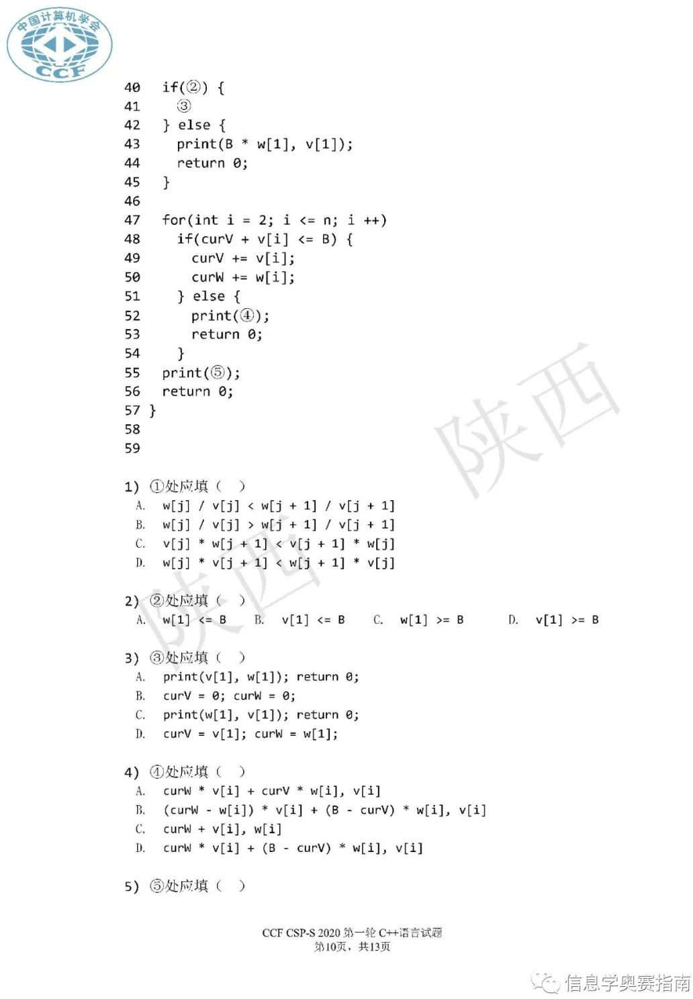 中国计算机学会
CCF
40 if(②) {
41 ③
42 } else {
43 print(B * w[1], v[1]);
44 return 0;
45 }
46
47 for(int i = 2; i <= n; i ++)
48 if(curV + v[i] <= B) {
49 curV += v[i];
50 curW += w[i];
51 } else {
52 print(④);
53 return 0;
54 }
55 print(⑤);
56 return 0;
57 }
58
59
陕西
1) ①处应填（ ）
A. w[j] / v[j] < w[j + 1] / v[j + 1]
B. w[j] / v[j] > w[j + 1] / v[j + 1]
C. v[j] * w[j + 1] < v[j + 1] * w[j]
D. w[j] * v[j + 1] < w[j + 1] * v[j]
陕西
2) ②处应填（ ）
A. w[1] <= B B. v[1] <= B C. w[1] >= B D. v[1] >= B
3) ③处应填（ ）
A. print(v[1], w[1]); return 0;
B. curV = 0; curW = 0;
C. print(w[1], v[1]); return 0;
D. curV = v[1]; curW = w[1];
4) ④处应填（ ）
A. curW * v[i] + curV * w[i], v[i]
B. (curW - w[i]) * v[i] + (B - curV) * w[i], v[i]
C. curW + v[i], w[i]
D. curW * v[i] + (B - curV) * w[i], v[i]
5) ⑤处应填（ ）
CCF CSP-S 2020 第一轮 C++语言试题
第10页，共13页
信息学奥赛指南